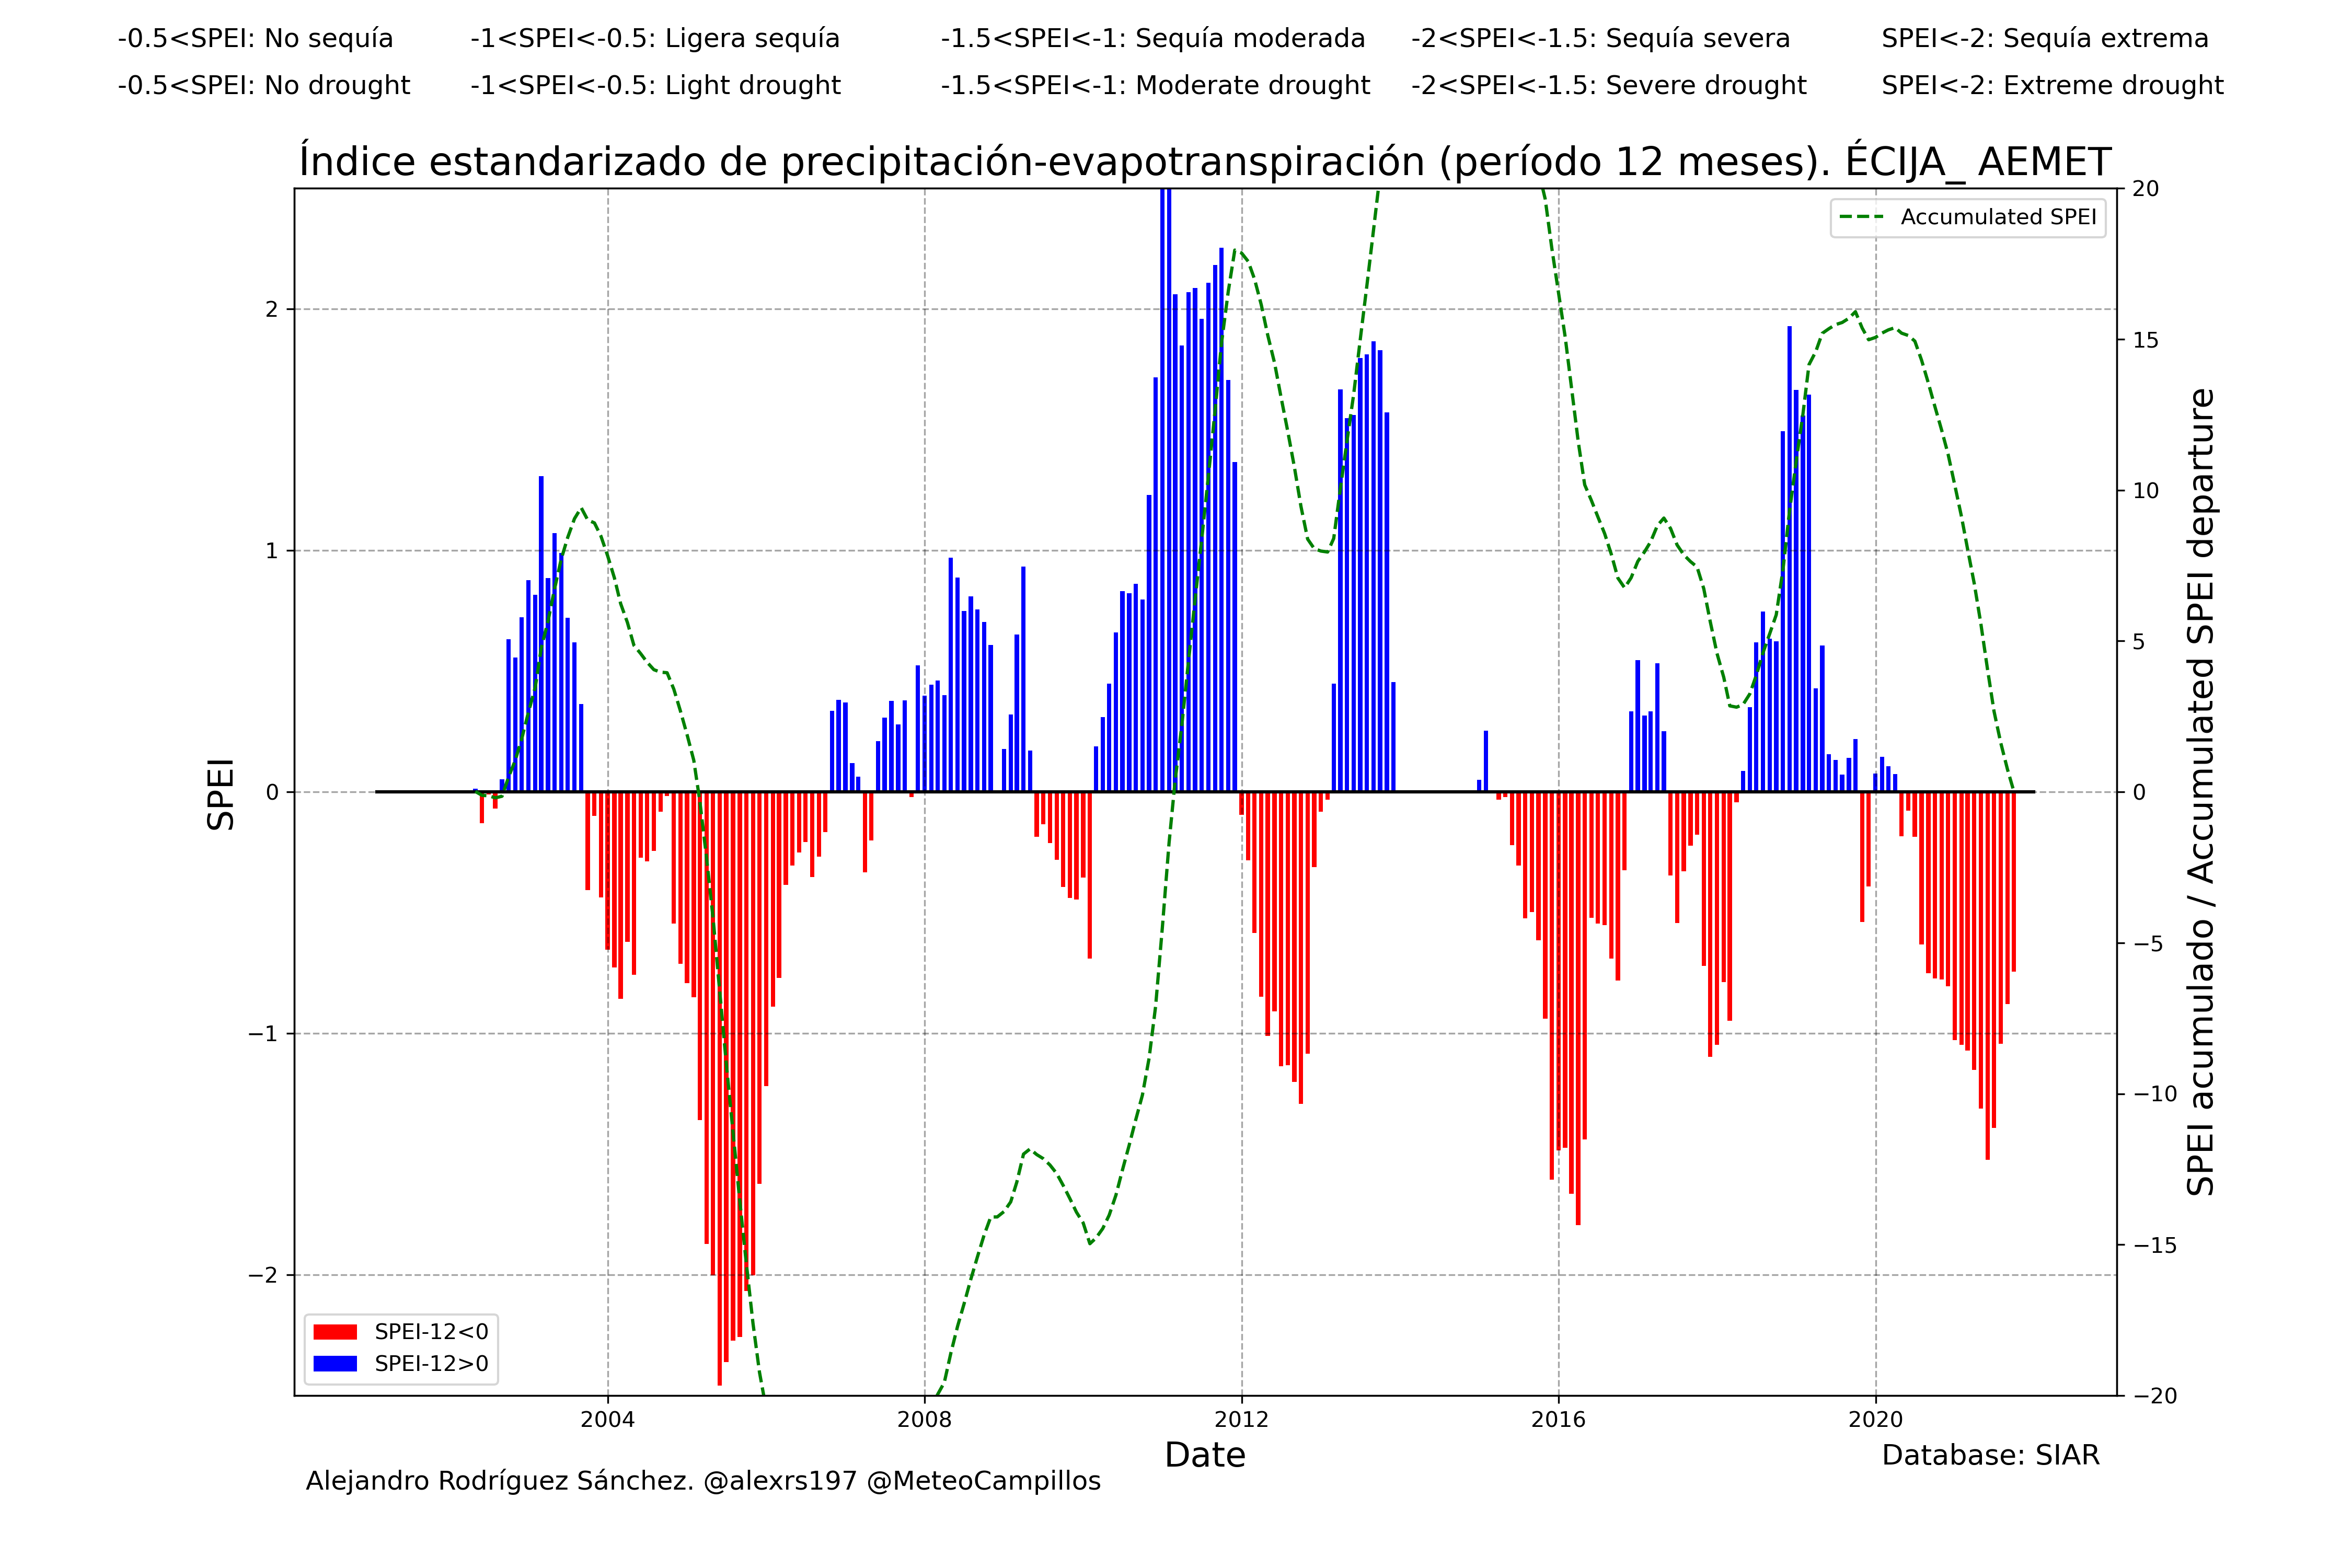 -0.5<SPEI: No sequía -1<SPEI<-0.5: Ligera sequía -1.5<SPEI<-1: Sequía moderada -2<SPEI<-1.5: Sequía severa SPEI<-2: Sequía extrema
-0.5<SPEI: No drought -1<SPEI<-0.5: Light drought -1.5<SPEI<-1: Moderate drought -2<SPEI<-1.5: Severe drought SPEI<-2: Extreme drought
Índice estandarizado de precipitación-evapotranspiración (período 12 meses). ÉCIJA_ AEMET
Accumulated SPEI
SPEI
2
1
0
−1
−2
20
15
10
5
0
−5
−10
−15
−20
SPEI acumulado / Accumulated SPEI departure
SPEI-12<0
SPEI-12>0
2004 2008 2012 2016 2020
Date
Database: SIAR
Alejandro Rodríguez Sánchez. @alexrs197 @MeteoCampillos